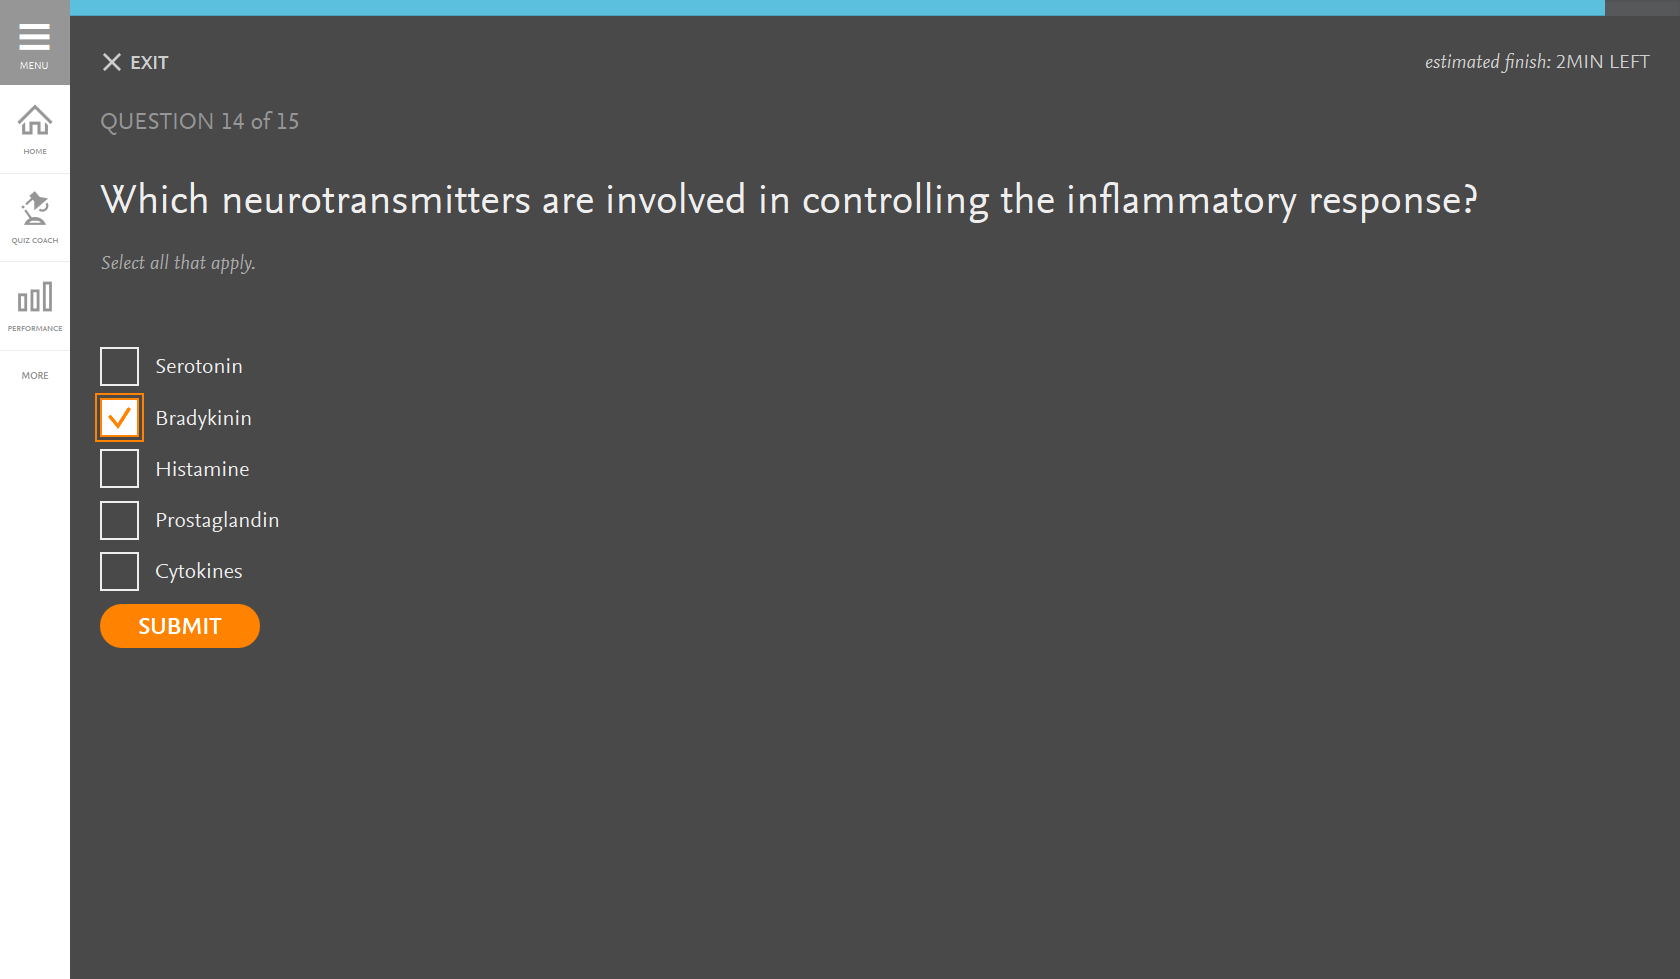 MENU
EXIT
estimated finish: 2MIN LEFT
QUESTION 14 of 15
HOME
Which neurotransmitters are involved in controlling the inflammatory response?
QUIZ COACH
Select all that apply.
PERFORMANCE
MORE
Serotonin
Bradykinin
Histamine
Prostaglandin
Cytokines
SUBMIT